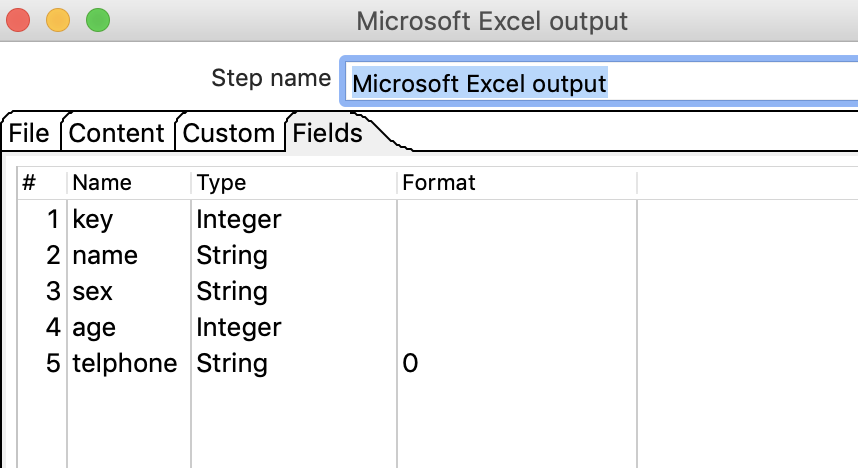 Microsoft Excel output
Step name Microsoft Excel output
File Content Custom Fields
# Name Type Format
1 key Integer
2 name String
3 sex String
4 age Integer
5 telphone String 0